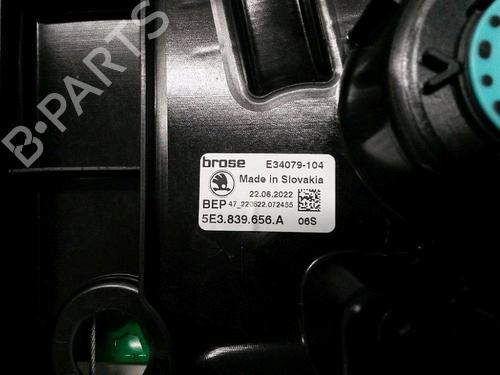 B-PARTS
brose E34079-104
Made in Slovakia
22.06.2022
BEP 47_220622.072455
5E3.839.656.A 06S